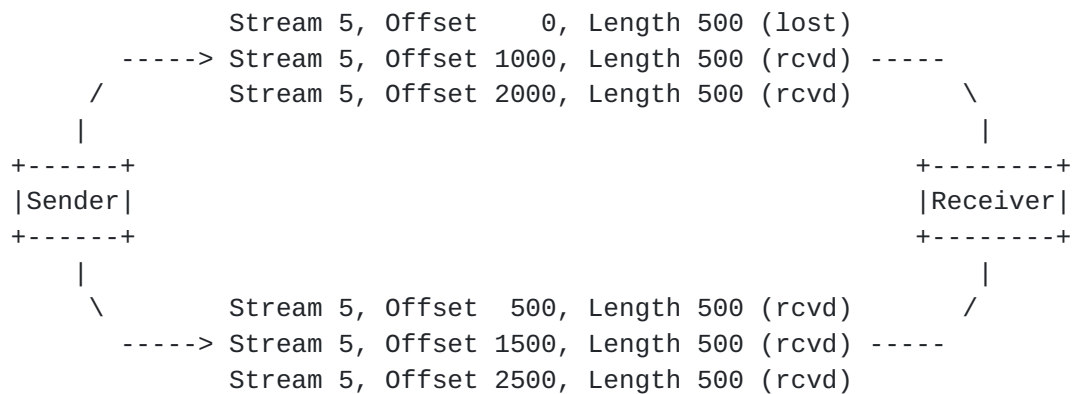 Stream 5, Offset    0, Length 500 (lost)
-----> Stream 5, Offset 1000, Length 500 (rcvd) -----
/        Stream 5, Offset 2000, Length 500 (rcvd)       \
|                                                          |
+------+                                                  +--------+
|Sender|                                                  |Receiver|
+------+                                                  +--------+
|                                                          |
\        Stream 5, Offset  500, Length 500 (rcvd)       /
-----> Stream 5, Offset 1500, Length 500 (rcvd) -----
Stream 5, Offset 2500, Length 500 (rcvd)